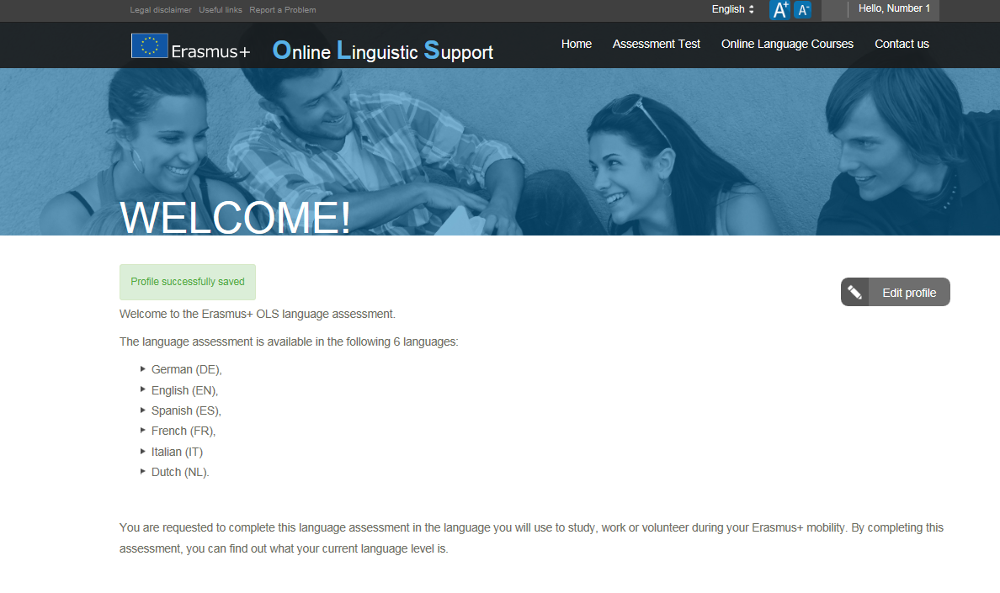 Legal disclaimer Useful links Report a Problem
English
A+ A-
Hello, Number 1
Erasmus+
Online Linguistic Support
Home Assessment Test Online Language Courses Contact us
WELCOME!
Profile successfully saved
Edit profile
Welcome to the Erasmus+ OLS language assessment.
The language assessment is available in the following 6 languages:
German (DE),
English (EN),
Spanish (ES),
French (FR),
Italian (IT)
Dutch (NL).
You are requested to complete this language assessment in the language you will use to study, work or volunteer during your Erasmus+ mobility. By completing this
assessment, you can find out what your current language level is.